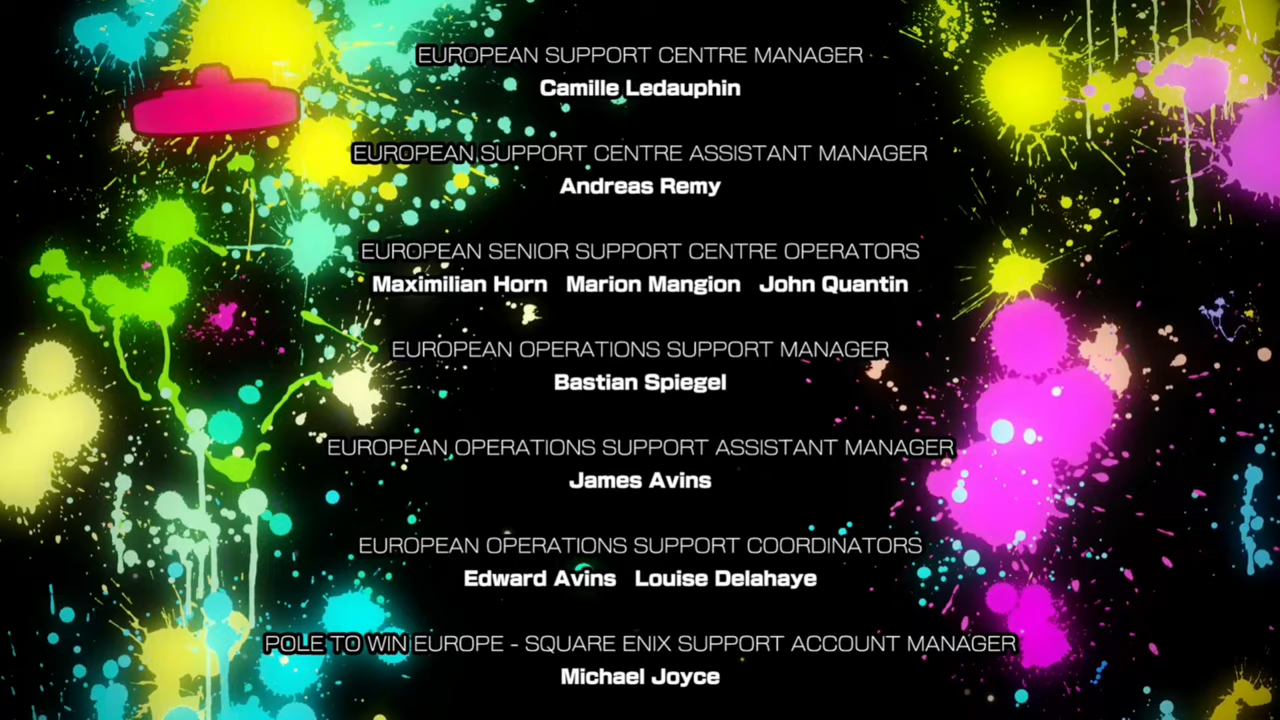 EUROPEAN SUPPORT CENTRE MANAGER
Camille Ledauphin
EUROPEAN SUPPORT CENTRE ASSISTANT MANAGER
Andreas Remy
EUROPEAN SENIOR SUPPORT CENTRE OPERATORS
Maximilian Horn Marion Mangion John Quantin
EUROPEAN OPERATIONS SUPPORT MANAGER
Bastian Spiegel
EUROPEAN OPERATIONS SUPPORT ASSISTANT MANAGER
James Avins
EUROPEAN OPERATIONS SUPPORT COORDINATORS
Edward Avins Louise Delahaye
POLE TO WIN EUROPE - SQUARE ENIX SUPPORT ACCOUNT MANAGER
Michael Joyce